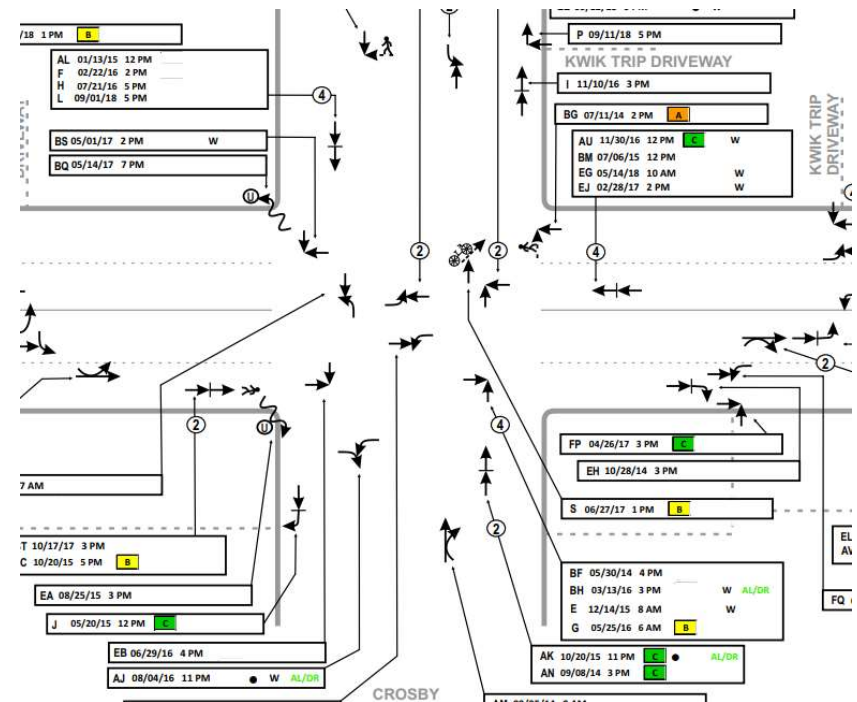 /18 1 PM B
AL 01/13/15 12 PM
F 02/22/16 2 PM
H 07/21/16 5 PM
L 09/01/18 5 PM
4
BS 05/01/17 2 PM W
BQ 05/14/17 7 PM
U
W
P 09/11/18 5 PM
KWIK TRIP DRIVEWAY
I 11/10/16 3 PM
BG 07/11/14 2 PM A
AU 11/30/16 12 PM C W
BM 07/06/15 12 PM
EG 05/14/18 10 AM W
EJ 02/28/17 2 PM W
KWIK TRIP
DRIVEWAY
2
2
4
2
2
U
4
2
7 AM
T 10/17/17 3 PM
C 10/20/15 5 PM B
EA 08/25/15 3 PM
J 05/20/15 12 PM C
EB 06/29/16 4 PM
AJ 08/04/16 11 PM W AL/DR
FP 04/26/17 3 PM C
EH 10/28/14 3 PM
S 06/27/17 1 PM B
EL
AV
FQ
BF 05/30/14 4 PM
BH 03/13/16 3 PM W AL/DR
E 12/14/15 8 AM W
G 05/25/16 6 AM B
AK 10/20/15 11 PM C AL/DR
AN 09/08/14 3 PM C
CROSBY